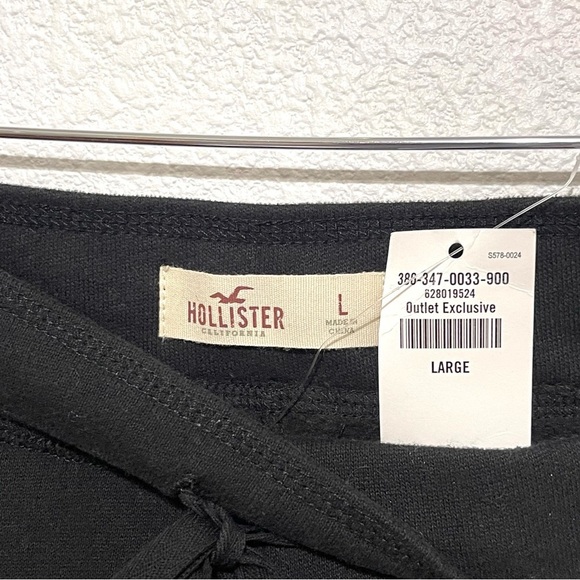 HOLLISTER
CALIFORNIA
L
MADE IN
CHINA
S578-0024
386-347-0033-900
628019524
Outlet Exclusive
LARGE